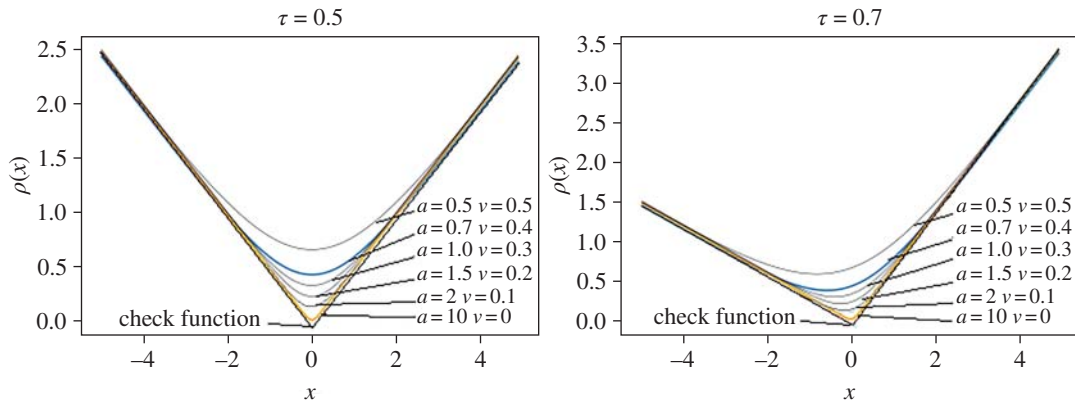 τ = 0.5
2.5
2.0
1.5
1.0
0.5
0.0
ρ(x)
a = 0.5 v = 0.5
a = 0.7 v = 0.4
a = 1.0 v = 0.3
a = 1.5 v = 0.2
a = 2 v = 0.1
a = 10 v = 0
check function
−4
−2
0
2
4
x
τ = 0.7
3.5
3.0
2.5
2.0
1.5
1.0
0.5
0.0
ρ(x)
a = 0.5 v = 0.5
a = 0.7 v = 0.4
a = 1.0 v = 0.3
a = 1.5 v = 0.2
a = 2 v = 0.1
a = 10 v = 0
check function
−4
−2
0
2
4
x